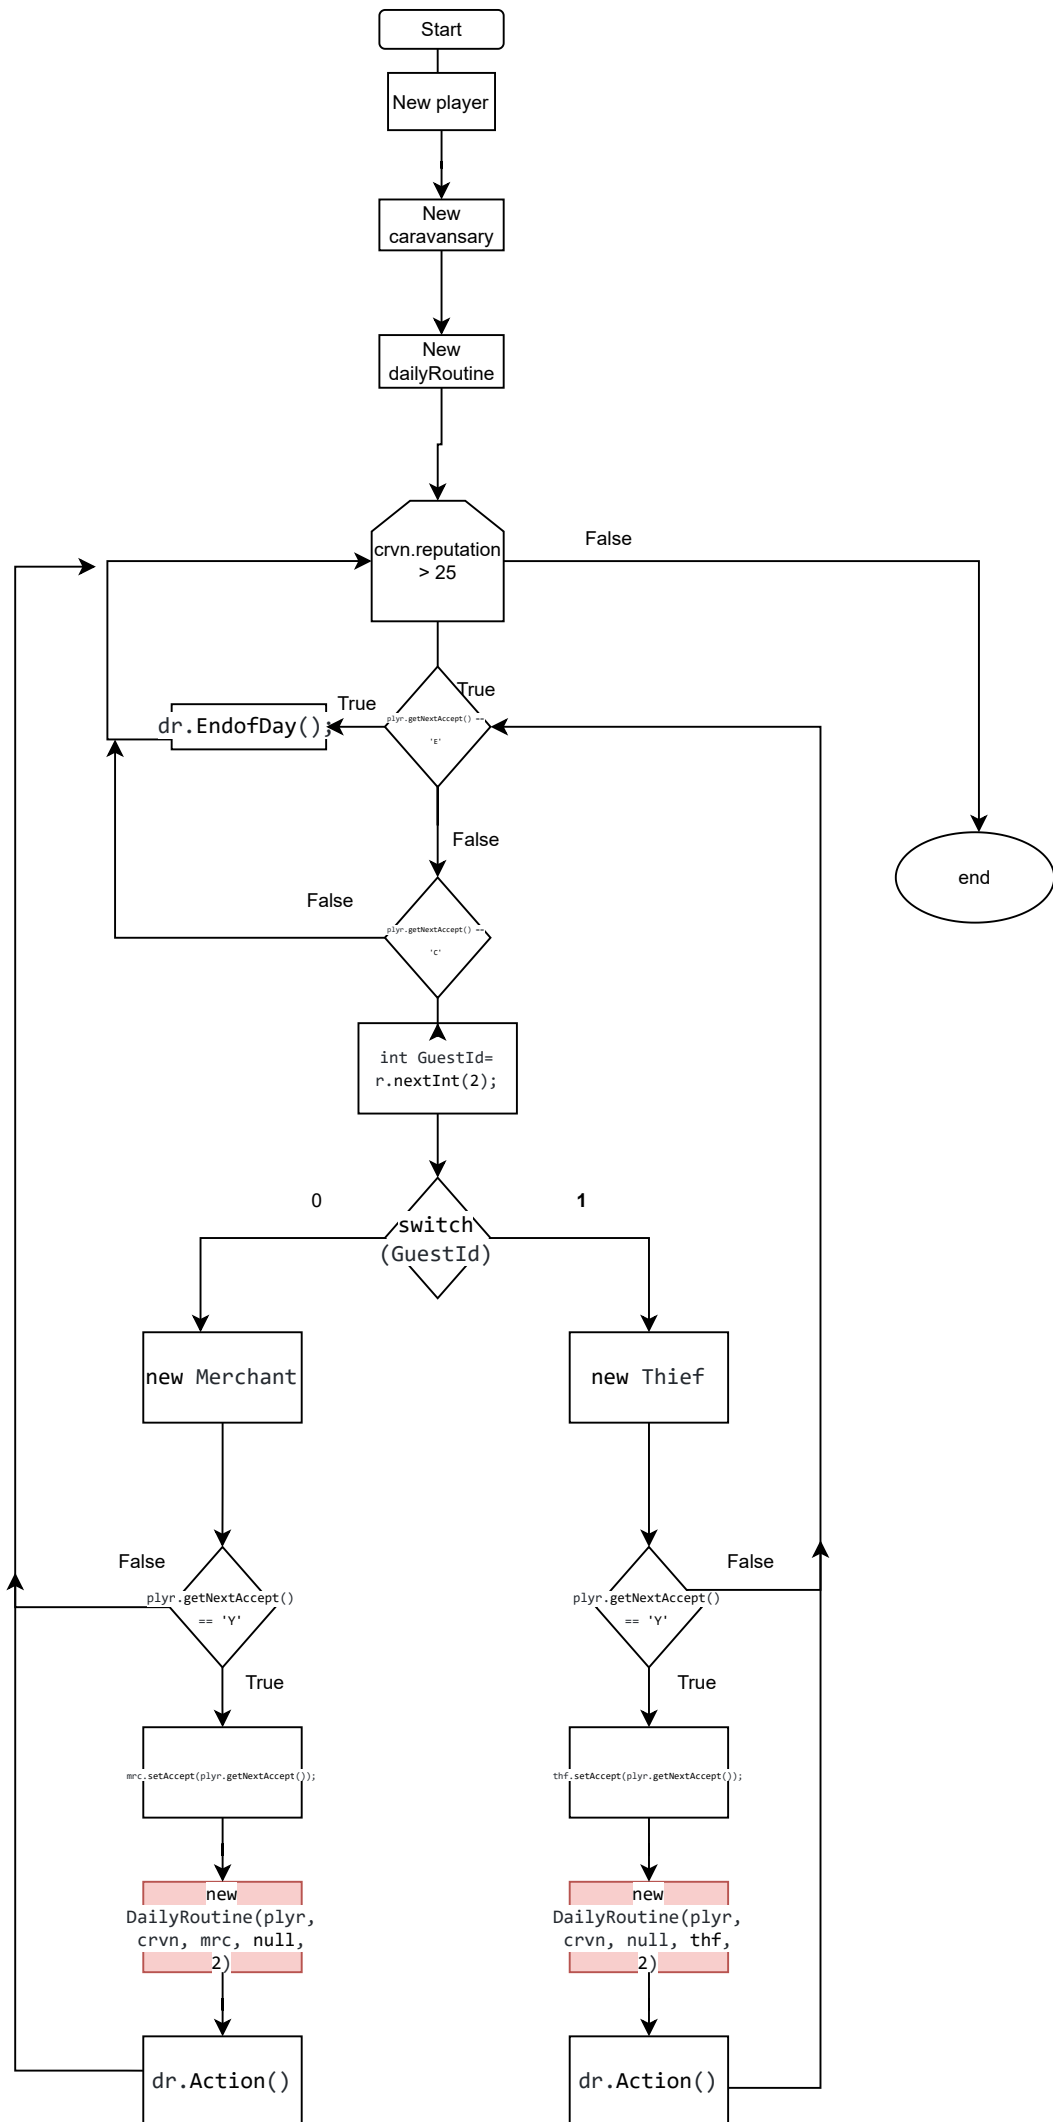 Start
New player
New
caravansary
New
dailyRoutine
crvn.reputation
> 25
False
True
True
dr.EndofDay();
plyr.getNextAccept() ==
'E'
False
False
plyr.getNextAccept() ==
'C'
end
int GuestId=
r.nextInt(2);
0
1
switch
(GuestId)
new Merchant
new Thief
False
plyr.getNextAccept()
== 'Y'
True
False
plyr.getNextAccept()
== 'Y'
True
mrc.setAccept(plyr.getNextAccept());
thf.setAccept(plyr.getNextAccept());
new
DailyRoutine(plyr,
crvn, mrc, null,
2)
new
DailyRoutine(plyr,
crvn, null, thf,
2)
dr.Action()
dr.Action()